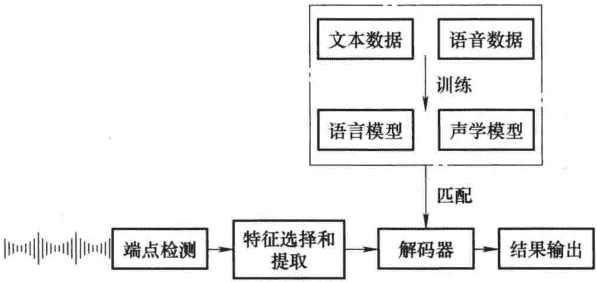 文本数据
语音数据
训练
语言模型
声学模型
匹配
端点检测
特征选择和
提取
解码器
结果输出